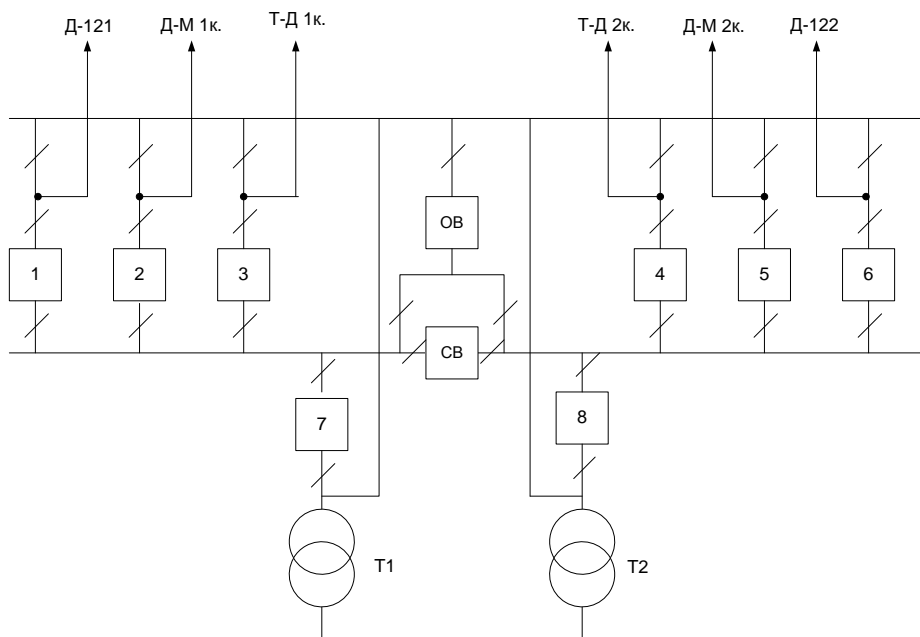 Д-121
Д-М 1к.
Т-Д 1к.
Т-Д 2к.
Д-М 2к.
Д-122
ОВ
1
2
3
4
5
6
СВ
7
8
Т1
Т2